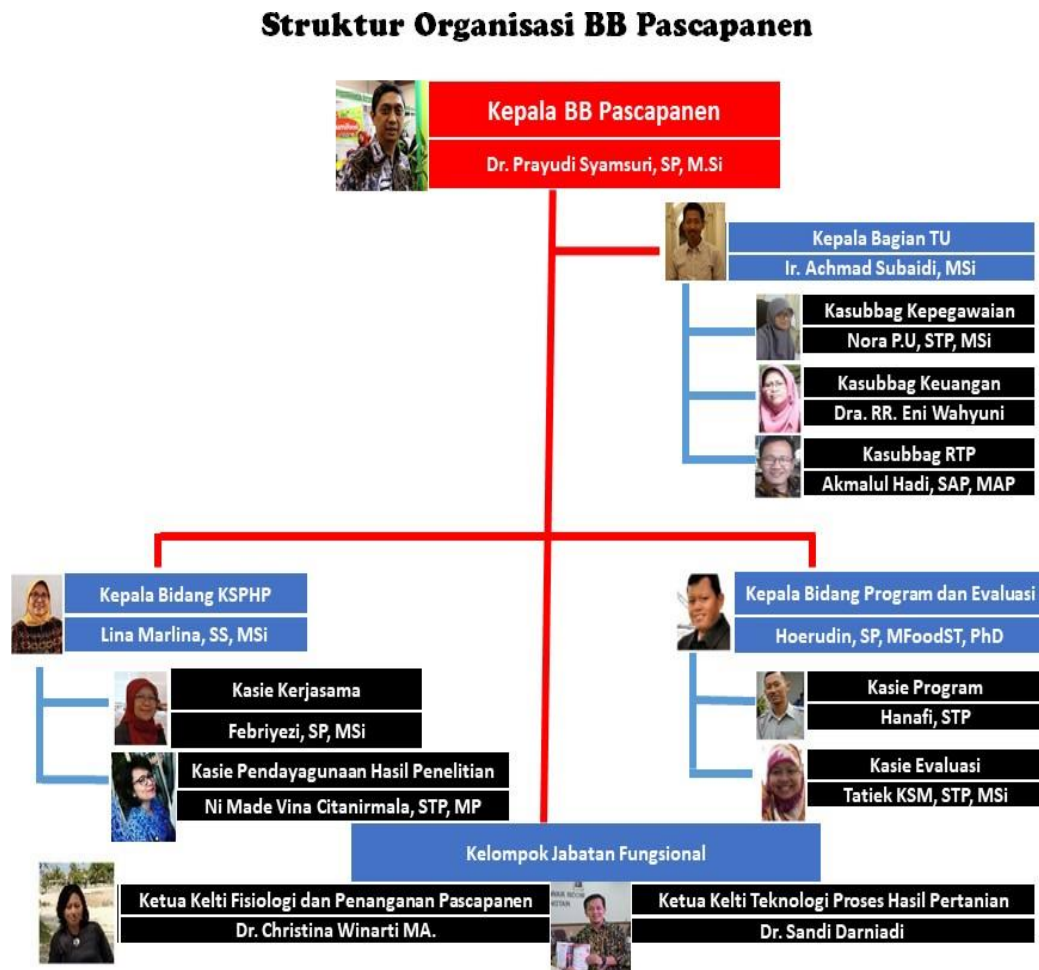 Struktur Organisasi BB Pascapanen
Kepala BB Pascapanen
Dr. Prayudi Syamsuri, SP, M.Si
Kepala Bagian TU
Ir. Achmad Subaidi, MSi
Kasubbag Kepegawaian
Nora P.U, STP, MSi
Kasubbag Keuangan
Dra. RR. Eni Wahyuni
Kasubbag RTP
Akmalul Hadi, SAP, MAP
Kepala Bidang KSPHP
Lina Marlina, SS, MSi
Kasie Kerjasama
Febriyezi, SP, MSi
Kasie Pendayagunaan Hasil Penelitian
Ni Made Vina Citanirmala, STP, MP
Kepala Bidang Program dan Evaluasi
Hoerudin, SP, MFoodST, PhD
Kasie Program
Hanafi, STP
Kasie Evaluasi
Tatiek KSM, STP, MSi
Kelompok Jabatan Fungsional
Ketua Kelti Fisiologi dan Penanganan Pascapanen
Dr. Christina Winarti MA.
Ketua Kelti Teknologi Proses Hasil Pertanian
Dr. Sandi Darniadi